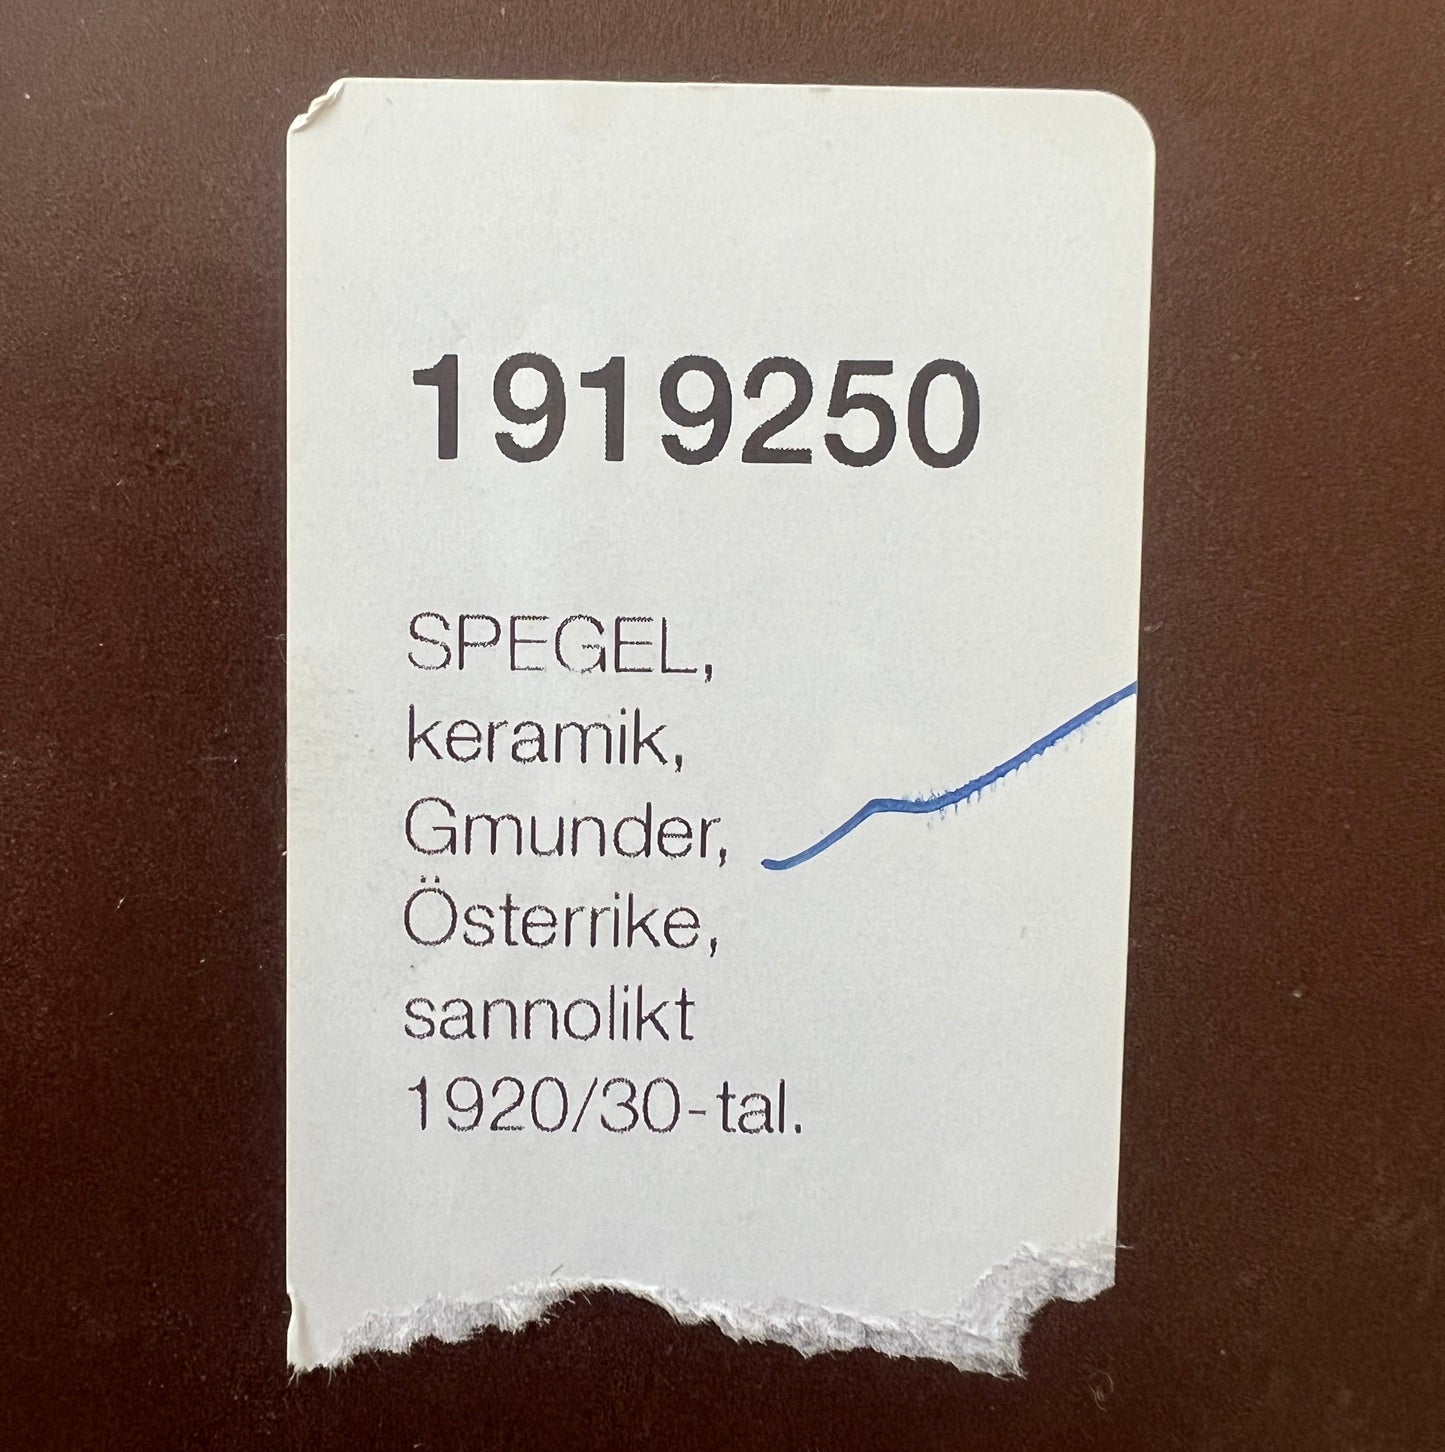 1919250
SPEGEL,
keramik,
Gmunder,
Österrike,
sannolikt
1920/30-tal.